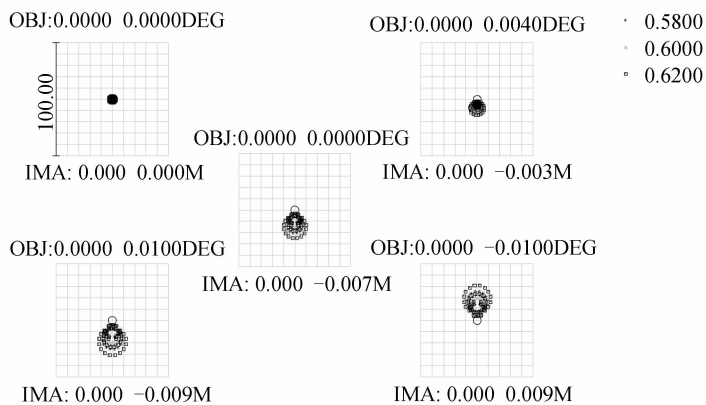 OBJ:0.0000 0.0000DEG
OBJ:0.0000 0.0040DEG
0.5800
0.6000
0.6200
100.00
IMA: 0.000 0.000M
IMA: 0.000 −0.003M
OBJ:0.0000 0.0000DEG
IMA: 0.000 −0.007M
OBJ:0.0000 0.0100DEG
OBJ:0.0000 −0.0100DEG
IMA: 0.000 −0.009M
IMA: 0.000 0.009M